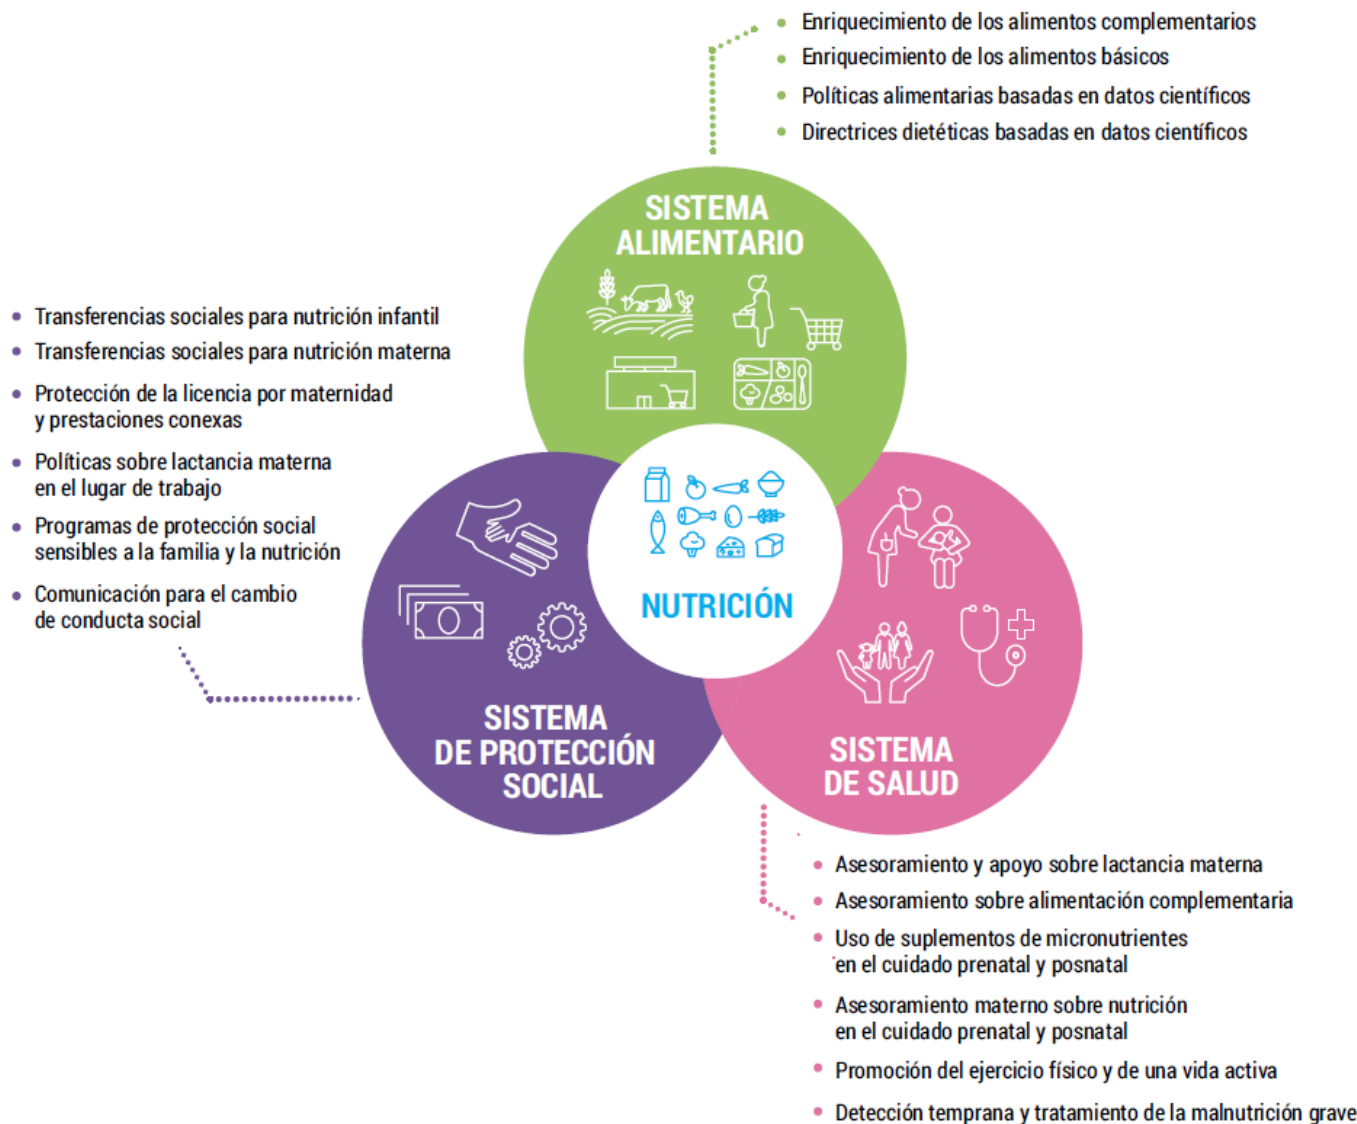 Enriquecimiento de los alimentos complementarios
Enriquecimiento de los alimentos básicos
Políticas alimentarias basadas en datos científicos
Directrices dietéticas basadas en datos científicos
SISTEMA
ALIMENTARIO
Transferencias sociales para nutrición infantil
Transferencias sociales para nutrición materna
Protección de la licencia por maternidad
y prestaciones conexas
Políticas sobre lactancia materna
en el lugar de trabajo
Programas de protección social
sensibles a la familia y la nutrición
Comunicación para el cambio
de conducta social
NUTRICIÓN
SISTEMA
DE PROTECCIÓN
SOCIAL
SISTEMA
DE SALUD
Asesoramiento y apoyo sobre lactancia materna
Asesoramiento sobre alimentación complementaria
Uso de suplementos de micronutrientes
en el cuidado prenatal y posnatal
Asesoramiento materno sobre nutrición
en el cuidado prenatal y posnatal
Promoción del ejercicio físico y de una vida activa
Detección temprana y tratamiento de la malnutrición grave